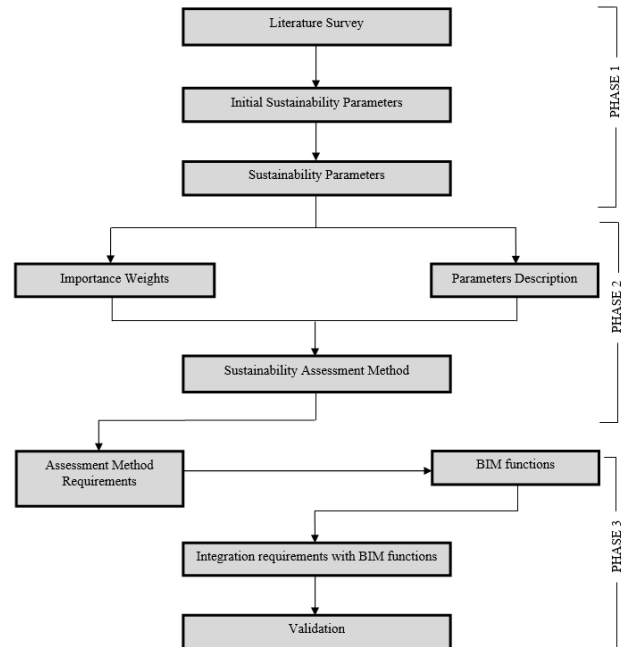 Literature Survey
Initial Sustainability Parameters
Sustainability Parameters
PHASE 1
Importance Weights
Parameters Description
Sustainability Assessment Method
PHASE 2
Assessment Method
Requirements
BIM functions
Integration requirements with BIM functions
Validation
PHASE 3